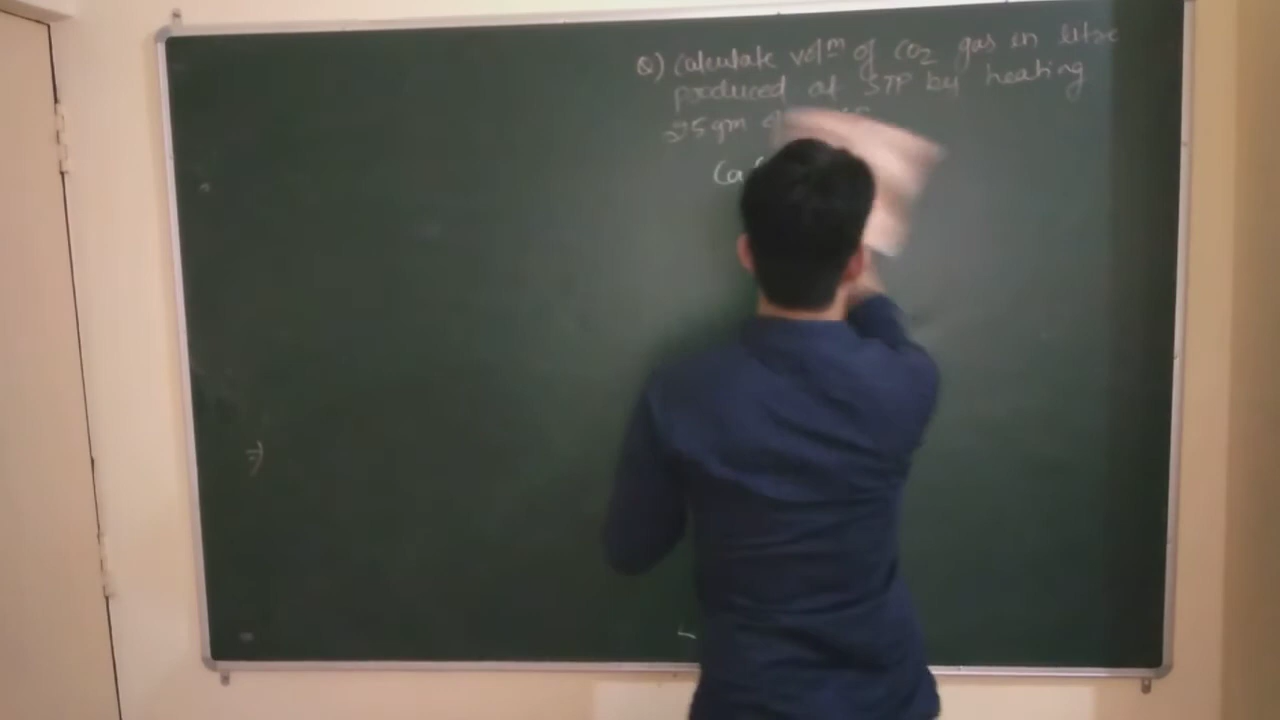 Q) Calculate volm of CO2 gas in litre
produced at STP by heating
25gm
Ca